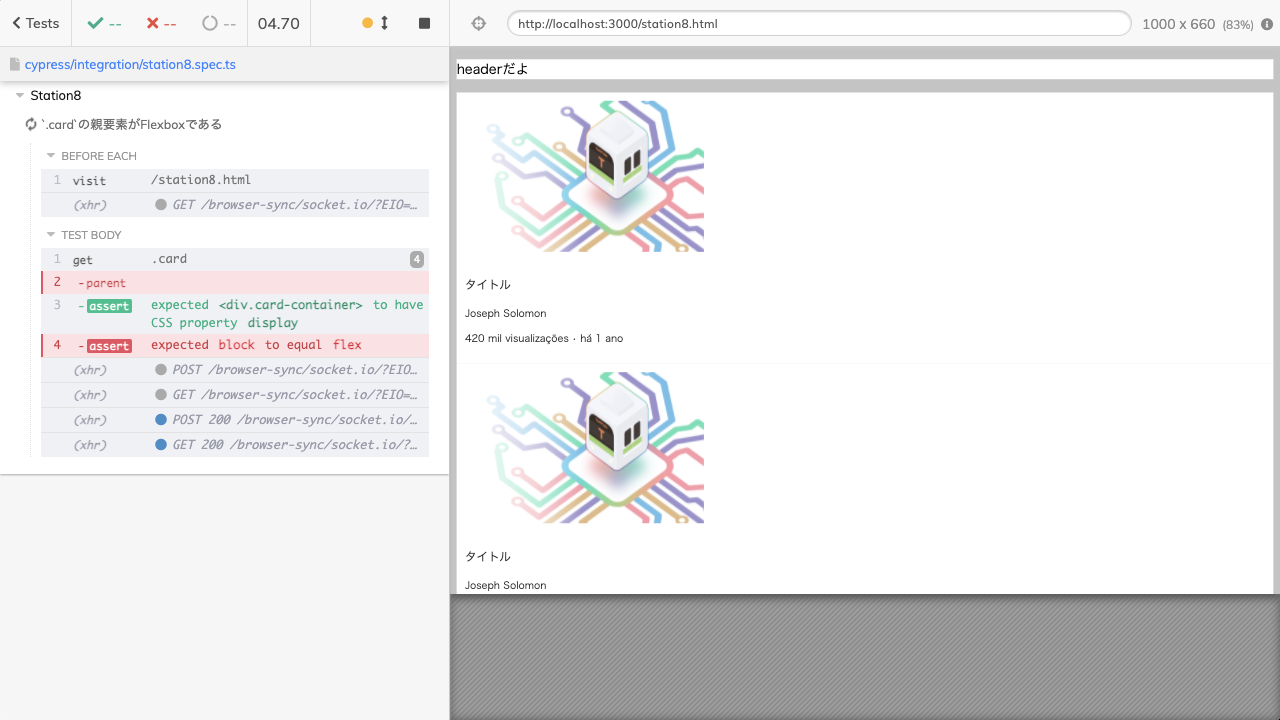 Tests
--
--
--
04.70
http://localhost:3000/station8.html
1000 x 660 (83%)
cypress/integration/station8.spec.ts
Station8
`.card`の親要素がFlexboxである
BEFORE EACH
1 visit /station8.html
(xhr) GET /browser-sync/socket.io/?EIO=…
TEST BODY
1 get .card 4
2 -parent
3 -assert expected <div.card-container> to have
CSS property display
4 -assert expected block to equal flex
(xhr) POST /browser-sync/socket.io/?EIO…
(xhr) GET /browser-sync/socket.io/?EIO=…
(xhr) POST 200 /browser-sync/socket.io/…
(xhr) GET 200 /browser-sync/socket.io/?…
headerだよ
タイトル
Joseph Solomon
420 mil visualizações · há 1 ano
タイトル
Joseph Solomon